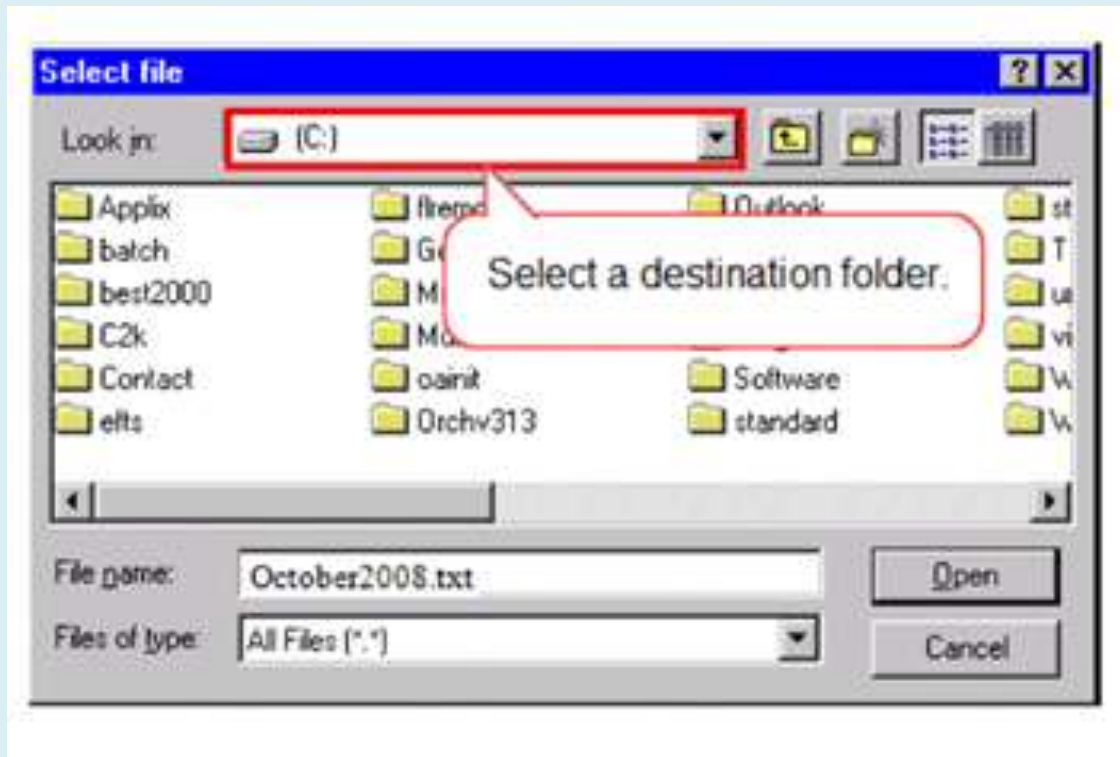 Select file
Look in: (C:)
Applix Outlook
batch
best2000
C2k
Contact oainit Software
efts Orchv313 standard
Select a destination folder.
File name: October2008.txt Open
Files of type: All Files (*.*) Cancel